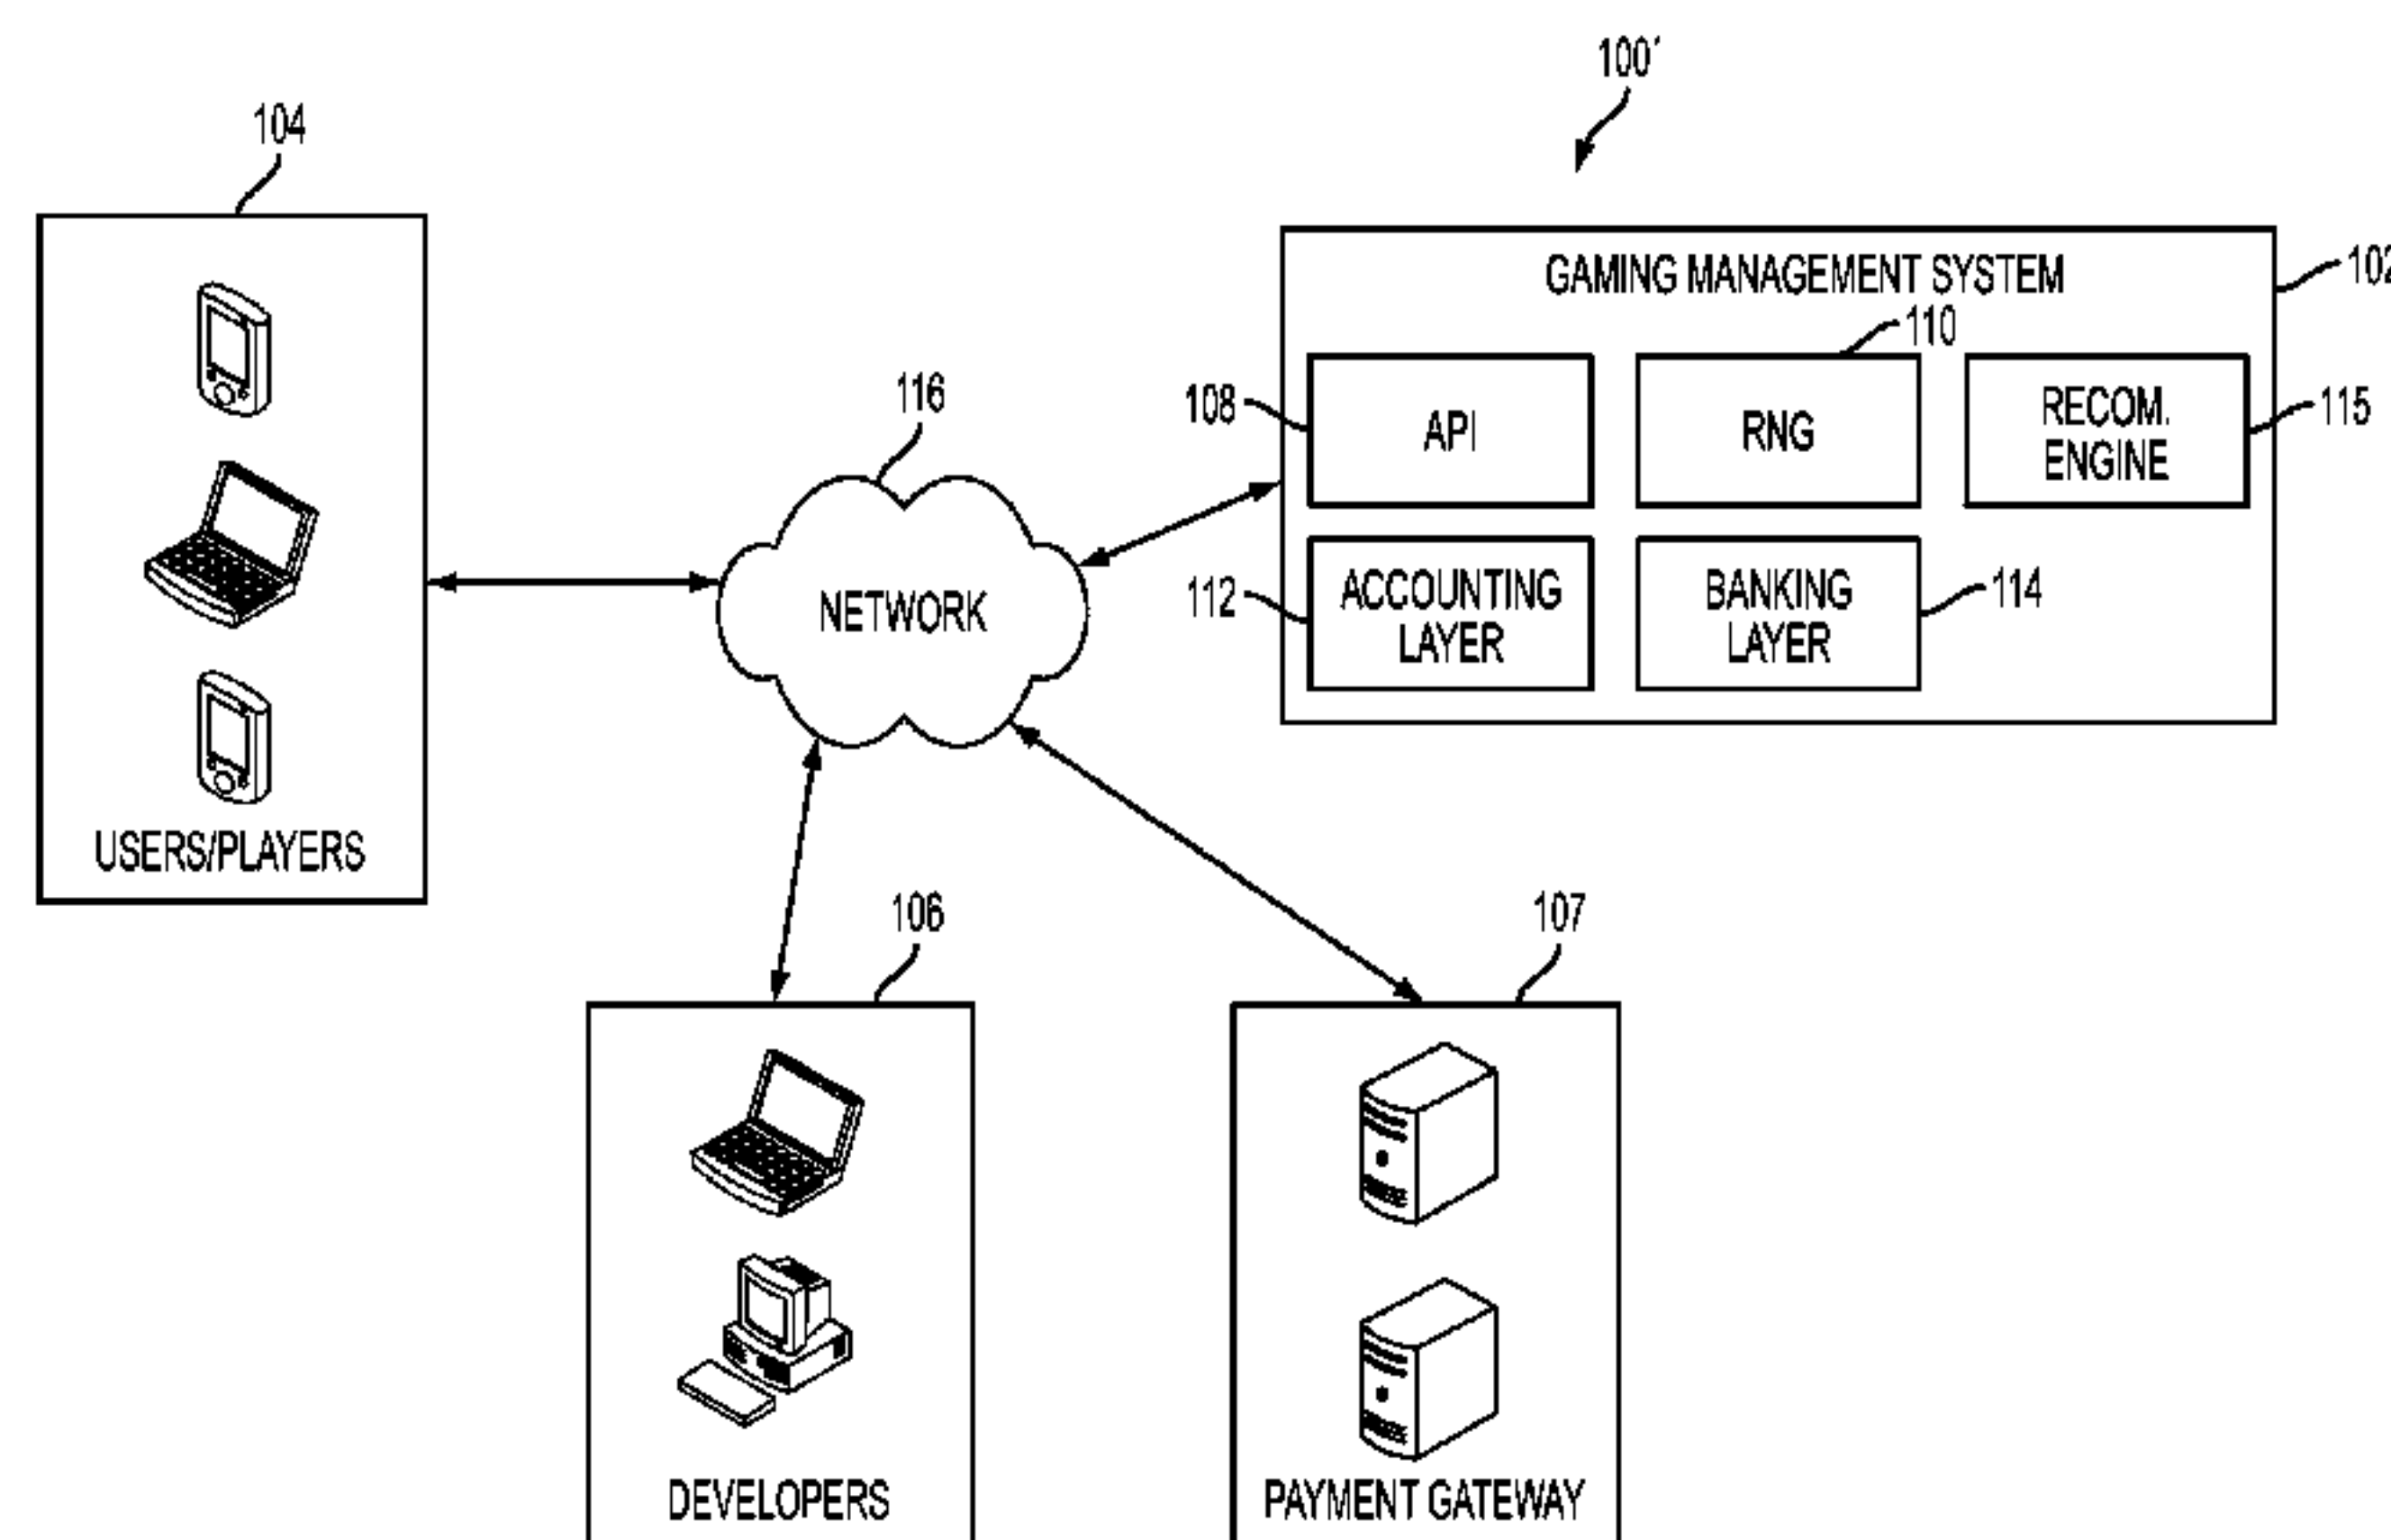 100'
104
GAMING MANAGEMENT SYSTEM
102
110
116
108
API
RNG
RECOM.
ENGINE
115
NETWORK
112
ACCOUNTING
LAYER
BANKING
LAYER
114
USERS/PLAYERS
106
107
DEVELOPERS
PAYMENT GATEWAY